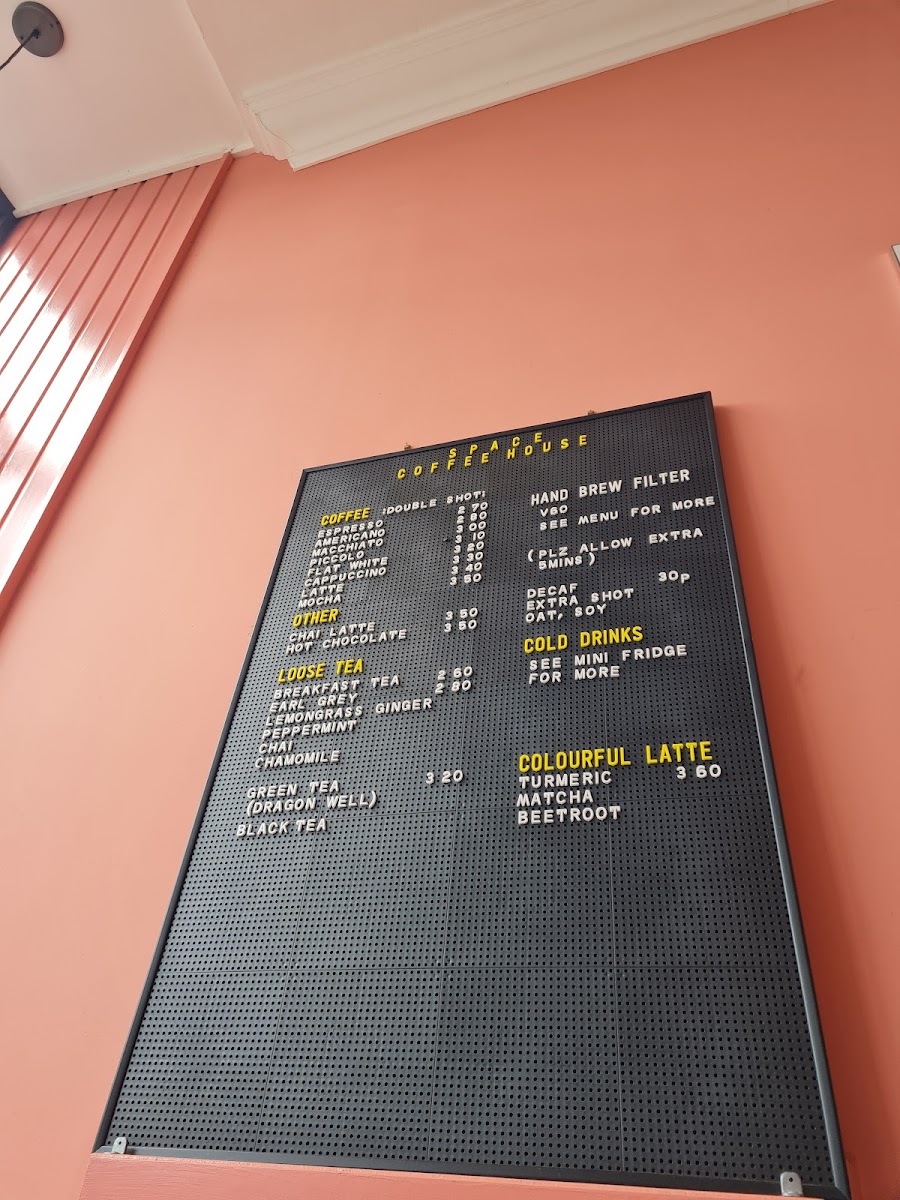 SPACE
COFFEE HOUSE
COFFEE :DOUBLE SHOT!
ESPRESSO 2 70
AMERICANO 2 80
MACCHIATO 3 00
PICCOLO 3 10
FLAT WHITE 3 20
CAPPUCCINO 3 30
LATTE 3 40
MOCHA 3 50
OTHER
CHAI LATTE 3 50
HOT CHOCOLATE 3 50
LOOSE TEA
BREAKFAST TEA 2 60
EARL GREY 2 80
LEMONGRASS GINGER
PEPPERMINT
CHAI
CHAMOMILE
GREEN TEA 3 20
(DRAGON WELL)
BLACK TEA
HAND BREW FILTER
V60
SEE MENU FOR MORE
(PLZ ALLOW EXTRA
5MINS)
DECAF 30p
EXTRA SHOT
OAT, SOY
COLD DRINKS
SEE MINI FRIDGE
FOR MORE
COLOURFUL LATTE
TURMERIC 3 60
MATCHA
BEETROOT